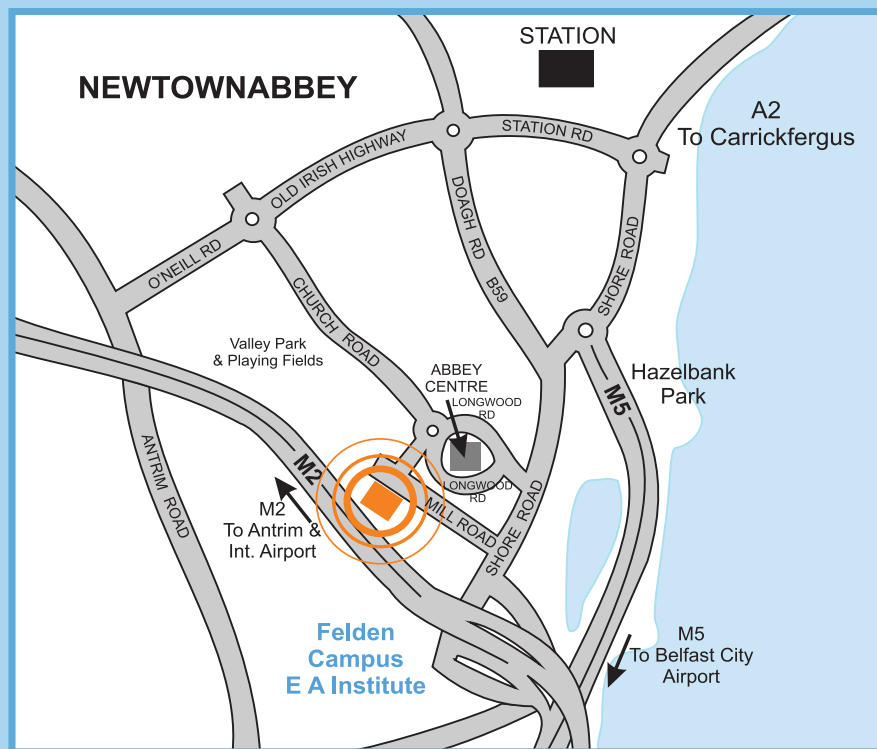 STATION
NEWTOWNABBEY
A2
To Carrickfergus
STATION RD
OLD IRISH HIGHWAY
DOAGH RD B59
O'NEILL RD
SHORE ROAD
CHURCH ROAD
Valley Park
& Playing Fields
ABBEY
CENTRE
LONGWOOD
RD
Hazelbank
Park
M5
ANTRIM ROAD
M2
M2
To Antrim &
Int. Airport
LONGWOOD
RD
MILL ROAD
SHORE ROAD
Felden
Campus
E A Institute
M5
To Belfast City
Airport